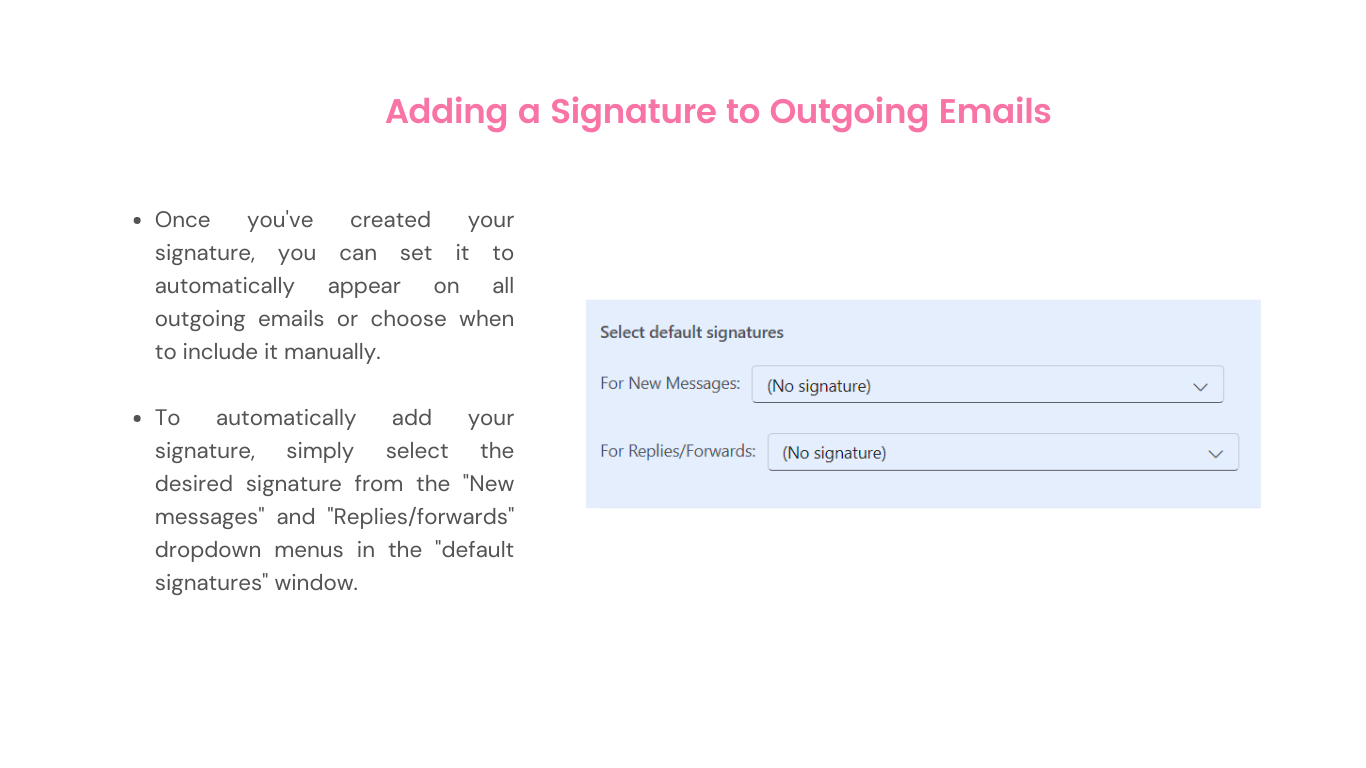 Adding a Signature to Outgoing Emails
Once you've created your
signature, you can set it to
automatically appear on all
outgoing emails or choose when
to include it manually.
To automatically add your
signature, simply select the
desired signature from the "New
messages" and "Replies/forwards"
dropdown menus in the "default
signatures" window.
Select default signatures
For New Messages: (No signature)
For Replies/Forwards: (No signature)